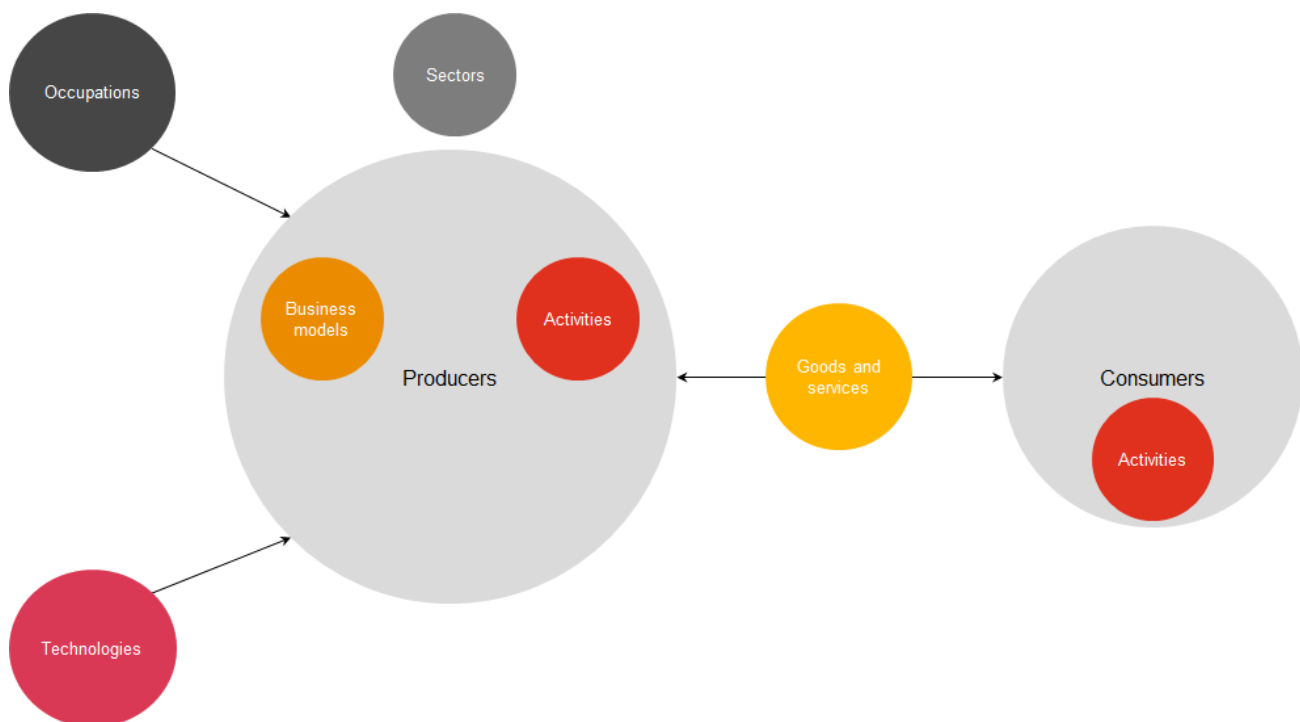 Sectors
Occupations
Business
models
Activities
Producers
Goods and
services
Consumers
Activities
Technologies